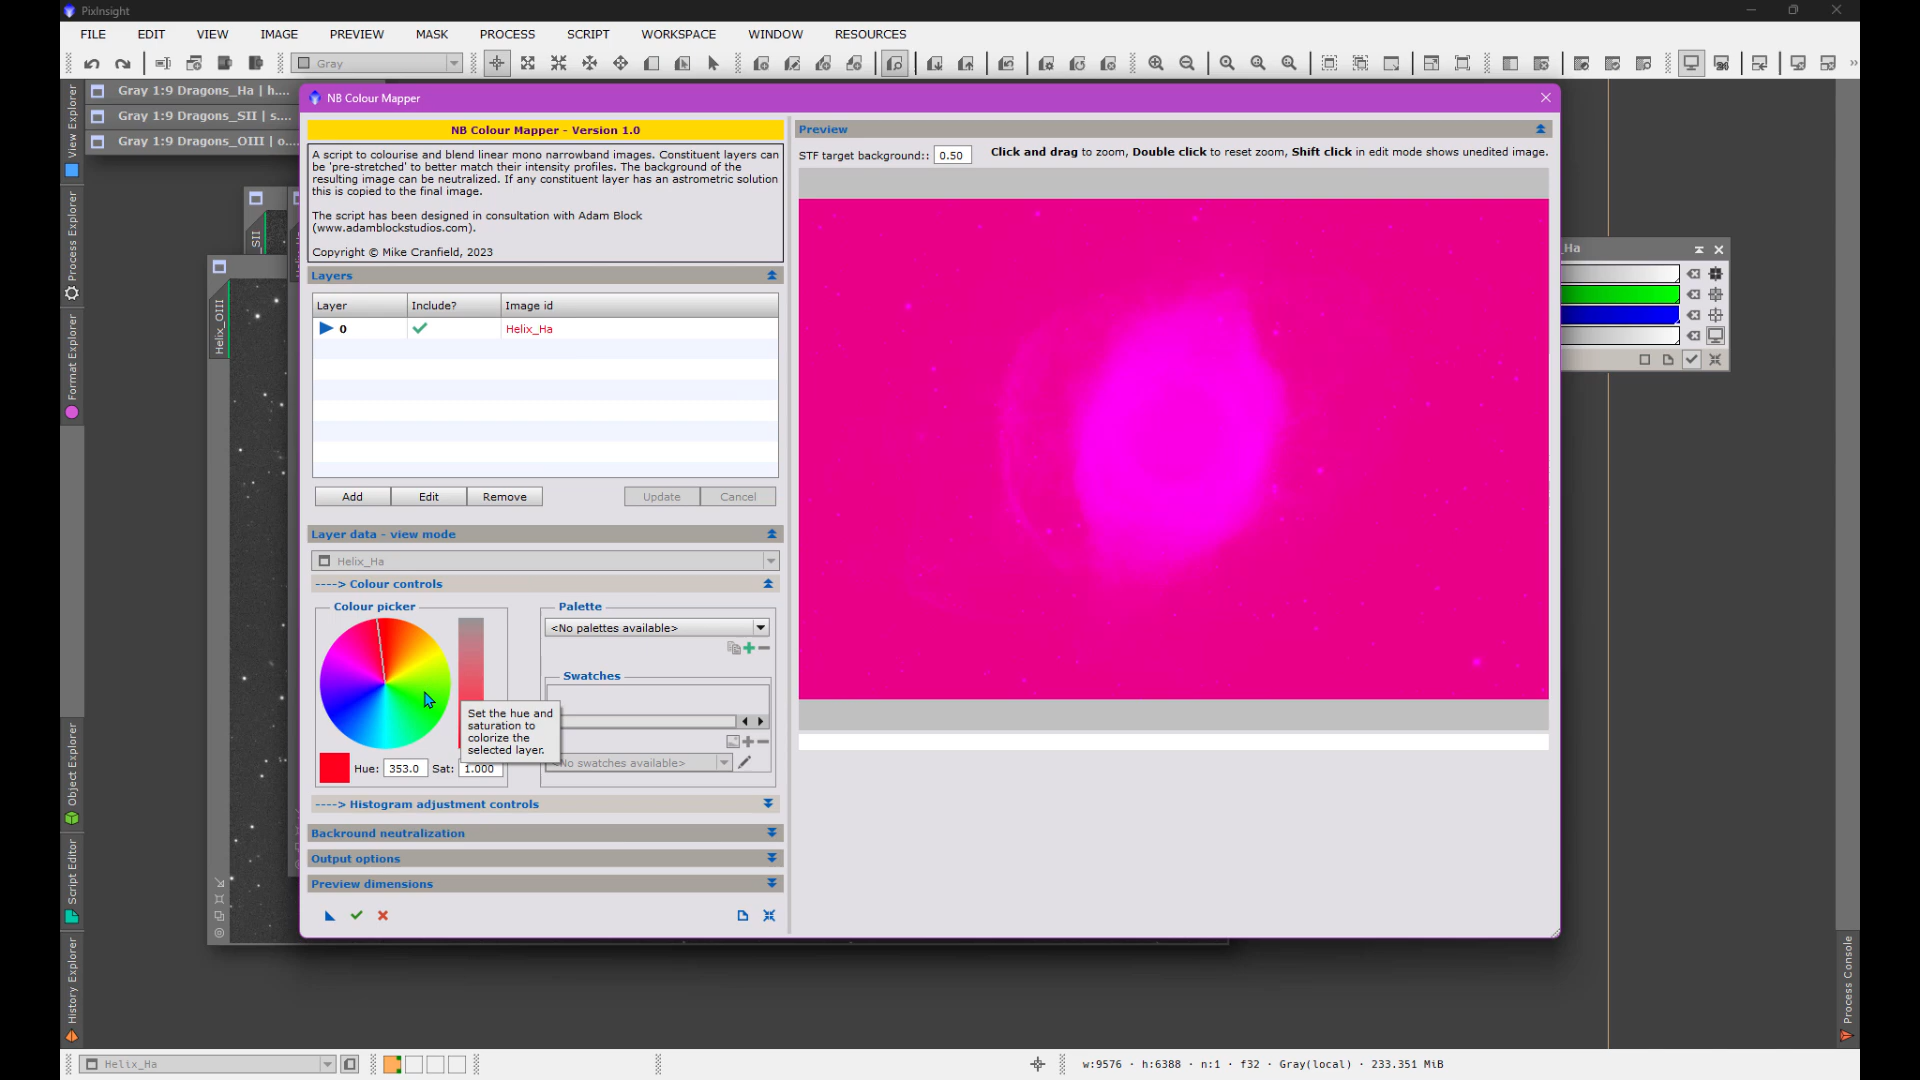 PixInsight
FILE EDIT VIEW IMAGE PREVIEW MASK PROCESS SCRIPT WORKSPACE WINDOW RESOURCES
Gray
View Explorer
Process Explorer
Format Explorer
Object Explorer
Script Editor
History Explorer
Gray 1:9 Dragons_Ha | h....
Gray 1:9 Dragons_SII | s....
Gray 1:9 Dragons_OIII | o....
_SII
Helix_OIII
NB Colour Mapper
NB Colour Mapper - Version 1.0
A script to colourise and blend linear mono narrowband images. Constituent layers can
be 'pre-stretched' to better match their intensity profiles. The background of the
resulting image can be neutralized. If any constituent layer has an astrometric solution
this is copied to the final image.
The script has been designed in consultation with Adam Block
(www.adamblockstudios.com).
Copyright © Mike Cranfield, 2023
Layers
Layer Include? Image id
0 Helix_Ha
Add Edit Remove Update Cancel
Layer data - view mode
Helix_Ha
----> Colour controls
Colour picker
Palette
<No palettes available>
Swatches
Set the hue and
saturation to
colorize the
selected layer.
<No swatches available>
Hue: 353.0 Sat: 1.000
----> Histogram adjustment controls
Backround neutralization
Output options
Preview dimensions
Preview
STF target background:: 0.50 Click and drag to zoom, Double click to reset zoom, Shift click in edit mode shows unedited image.
_Ha
Process Console
Helix_Ha
w:9576 · h:6388 · n:1 · f32 · Gray(local) · 233.351 MiB